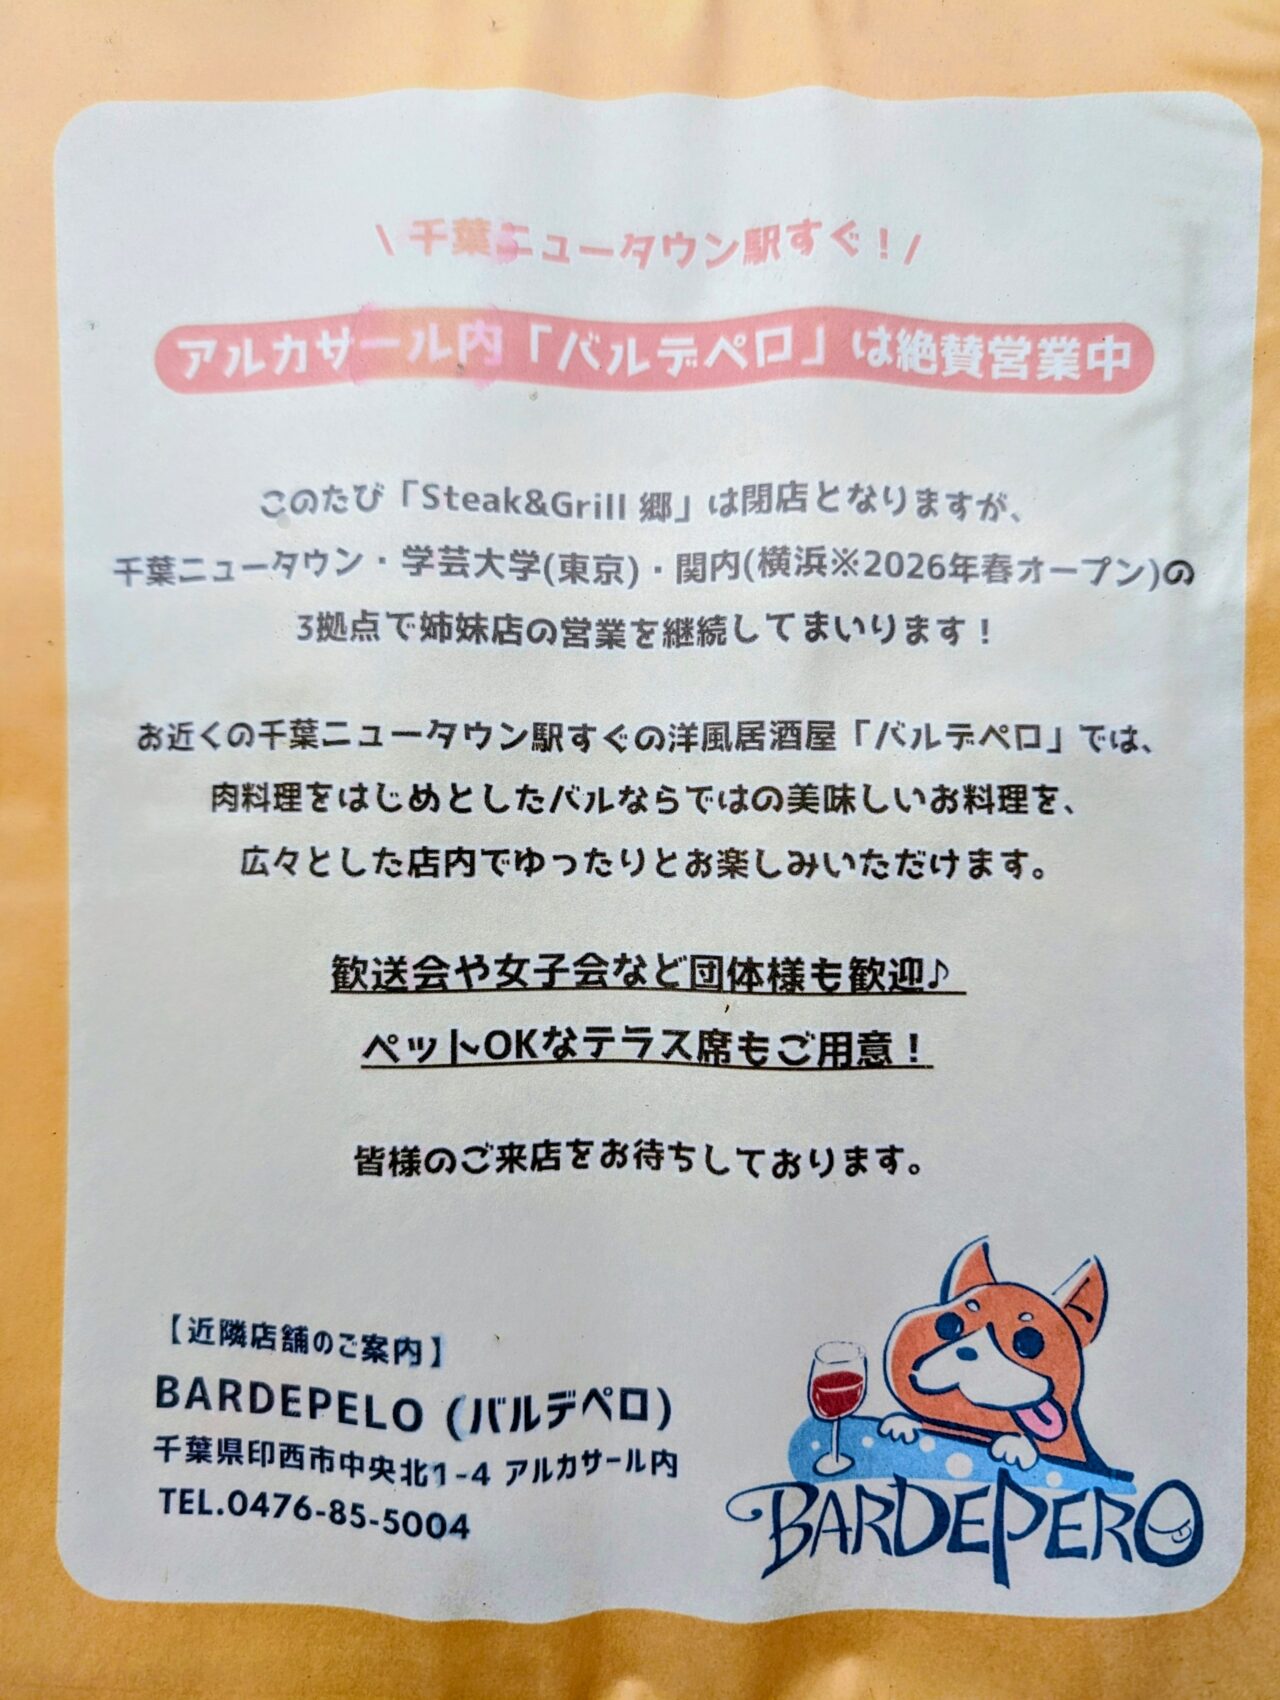 \ 千葉ニュータウン駅すぐ！/
アルカサール内「バルデペロ」は絶賛営業中
このたび「Steak&Grill 郷」は閉店となりますが、
千葉ニュータウン・学芸大学(東京)・関内(横浜※2026年春オープン)の
3拠点で姉妹店の営業を継続してまいります！
お近くの千葉ニュータウン駅すぐの洋風居酒屋「バルデペロ」では、
肉料理をはじめとしたバルならではの美味しいお料理を、
広々とした店内でゆったりとお楽しみいただけます。
歓送会や女子会など団体様も歓迎♪
ペットOKなテラス席もご用意！
皆様のご来店をお待ちしております。
【近隣店舗のご案内】
BARDEPELO (バルデペロ)
千葉県印西市中央北1-4 アルカサール内
TEL.0476-85-5004
BARDEPERO